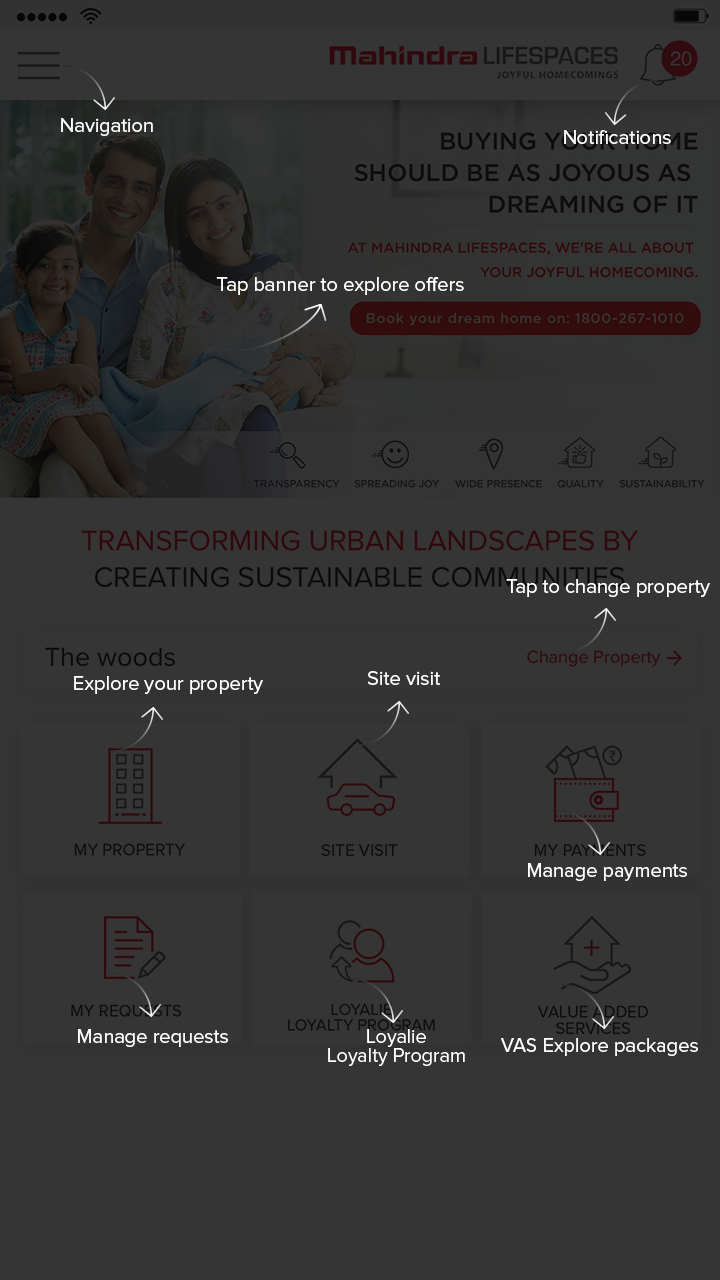 Mahindra LIFESPACES
JOYFUL HOMECOMINGS
20
Navigation
Notifications
BUYING YOUR HOME
SHOULD BE AS JOYOUS AS
DREAMING OF IT
AT MAHINDRA LIFESPACES, WE'RE ALL ABOUT
YOUR JOYFUL HOMECOMING.
Tap banner to explore offers
Book your dream home on: 1800-267-1010
TRANSPARENCY SPREADING JOY WIDE PRESENCE QUALITY SUSTAINABILITY
TRANSFORMING URBAN LANDSCAPES BY
CREATING SUSTAINABLE COMMUNITIES
Tap to change property
The woods
Change Property →
Explore your property
Site visit
₹
MY PROPERTY
SITE VISIT
MY PAYMENTS
Manage payments
MY REQUESTS
Manage requests
LOYALIE
LOYALTY PROGRAM
Loyalie
Loyalty Program
VALUE ADDED
SERVICES
VAS Explore packages